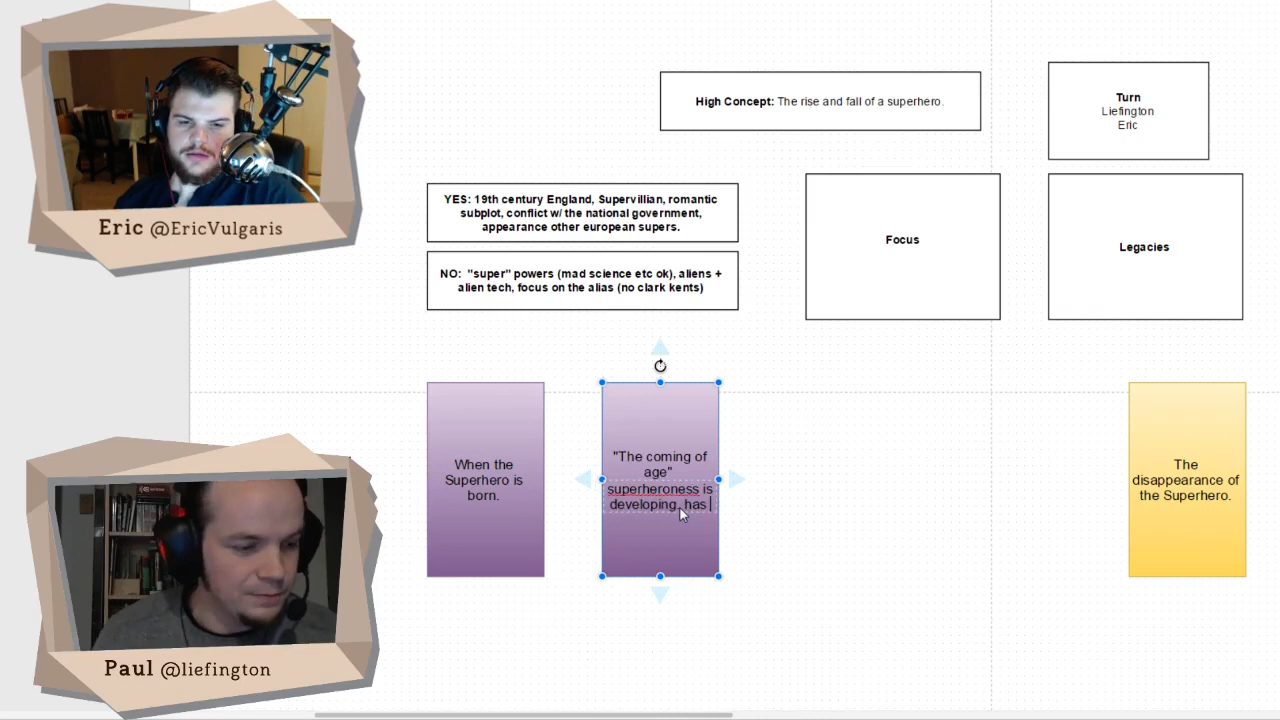 Eric @EricVulgaris
High Concept: The rise and fall of a superhero.
Turn
Liefington
Eric
YES: 19th century England, Supervillian, romantic
subplot, conflict w/ the national government,
appearance other european supers.
NO: "super" powers (mad science etc ok), aliens +
alien tech, focus on the alias (no clark kents)
Focus
Legacies
When the
Superhero is
born.
"The coming of
age"
superheroness is
developing, has
The
disappearance of
the Superhero.
Paul @liefington